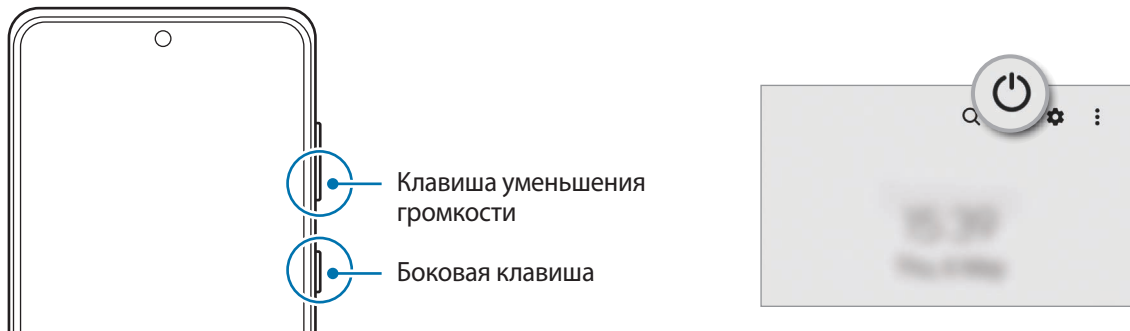 Клавиша уменьшения
громкости
Боковая клавиша